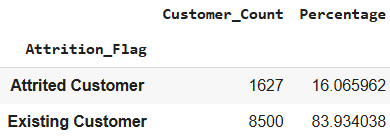 Customer_Count Percentage
Attrition_Flag
Attrited Customer 1627 16.065962
Existing Customer 8500 83.934038